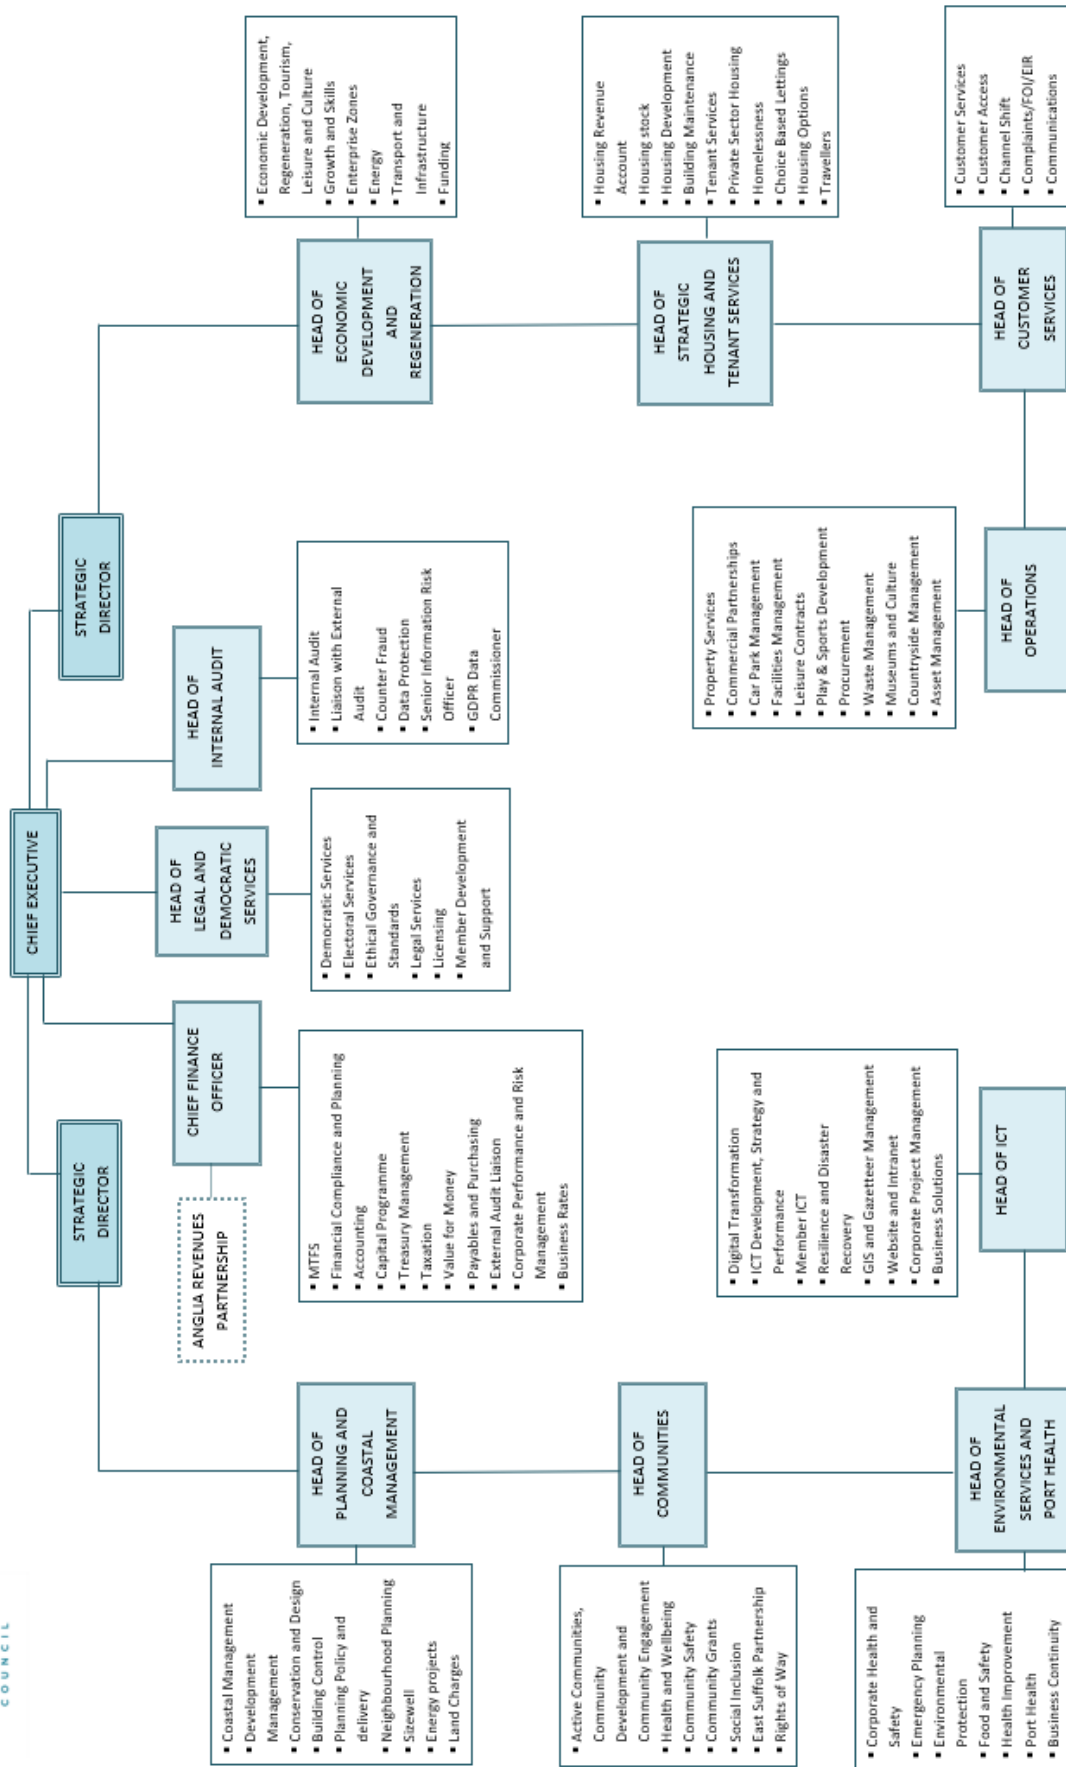 COUNCIL
CHIEF EXECUTIVE
STRATEGIC
DIRECTOR
STRATEGIC
DIRECTOR
ANGLIA REVENUES
PARTNERSHIP
CHIEF FINANCE
OFFICER
▪ MTFS
▪ Financial Compliance and Planning
▪ Accounting
▪ Capital Programme
▪ Treasury Management
▪ Taxation
▪ Value for Money
▪ Payables and Purchasing
▪ External Audit Liaison
▪ Corporate Performance and Risk
Management
▪ Business Rates
HEAD OF
LEGAL AND
DEMOCRATIC
SERVICES
▪ Democratic Services
▪ Electoral Services
▪ Ethical Governance and
Standards
▪ Legal Services
▪ Licensing
▪ Member Development
and Support
HEAD OF
INTERNAL AUDIT
▪ Internal Audit
▪ Liaison with External
Audit
▪ Counter Fraud
▪ Data Protection
▪ Senior Information Risk
Officer
▪ GDPR Data
Commissioner
▪ Coastal Management
▪ Development
Management
▪ Conservation and Design
▪ Building Control
▪ Planning Policy and
delivery
▪ Neighbourhood Planning
▪ Sizewell
▪ Energy projects
▪ Land Charges
HEAD OF
PLANNING AND
COASTAL
MANAGEMENT
HEAD OF
ECONOMIC
DEVELOPMENT
AND
REGENERATION
▪ Economic Development,
Regeneration, Tourism,
Leisure and Culture
▪ Growth and Skills
▪ Enterprise Zones
▪ Energy
▪ Transport and
Infrastructure
▪ Funding
▪ Active Communities,
Community
Development and
Community Engagement
▪ Health and Wellbeing
▪ Community Safety
▪ Community Grants
▪ Social Inclusion
▪ East Suffolk Partnership
▪ Rights of Way
HEAD OF
COMMUNITIES
HEAD OF
STRATEGIC
HOUSING AND
TENANT SERVICES
▪ Housing Revenue
Account
▪ Housing stock
▪ Housing Development
▪ Building Maintenance
▪ Tenant Services
▪ Private Sector Housing
▪ Homelessness
▪ Choice Based Lettings
▪ Housing Options
▪ Travellers
▪ Digital Transformation
▪ ICT Development, Strategy and
Performance
▪ Member ICT
▪ Resilience and Disaster
Recovery
▪ GIS and Gazetteer Management
▪ Website and Intranet
▪ Corporate Project Management
▪ Business Solutions
▪ Property Services
▪ Commercial Partnerships
▪ Car Park Management
▪ Facilities Management
▪ Leisure Contracts
▪ Play & Sports Development
▪ Procurement
▪ Waste Management
▪ Museums and Culture
▪ Countryside Management
▪ Asset Management
▪ Corporate Health and
Safety
▪ Emergency Planning
▪ Environmental
Protection
▪ Food and Safety
▪ Health Improvement
▪ Port Health
▪ Business Continuity
HEAD OF
ENVIRONMENTAL
SERVICES AND
PORT HEALTH
HEAD OF ICT
HEAD OF
OPERATIONS
HEAD OF
CUSTOMER
SERVICES
▪ Customer Services
▪ Customer Access
▪ Channel Shift
▪ Complaints/FOI/EIR
▪ Communications